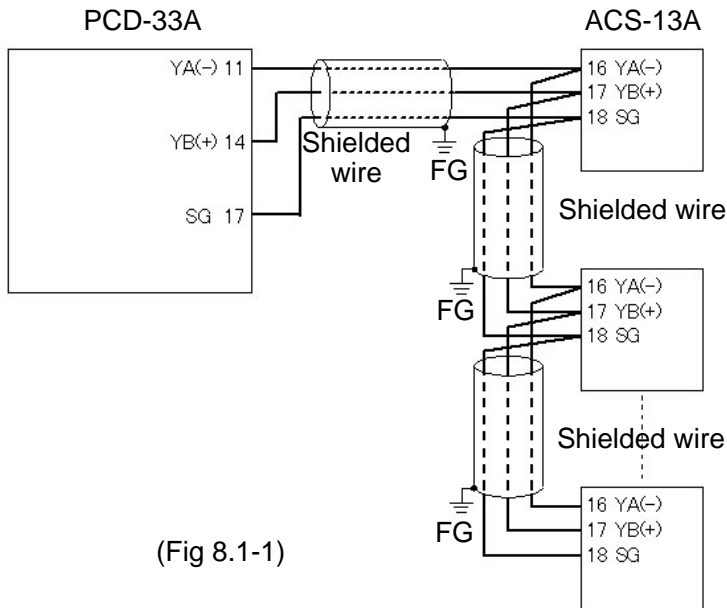 PCD-33A
ACS-13A
YA(-) 11
YB(+) 14
SG 17
Shielded
wire
FG
16 YA(-)
17 YB(+)
18 SG
Shielded wire
FG
16 YA(-)
17 YB(+)
18 SG
Shielded wire
FG
16 YA(-)
17 YB(+)
18 SG
(Fig 8.1-1)